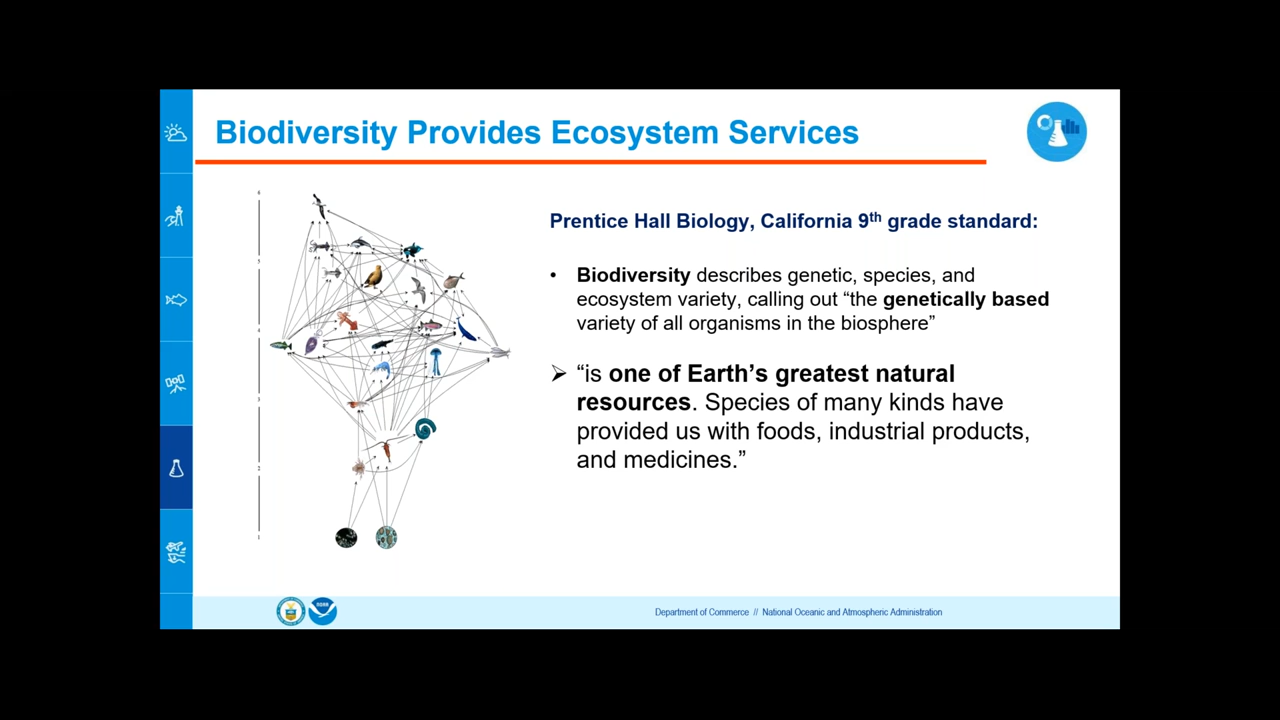 Biodiversity Provides Ecosystem Services
Prentice Hall Biology, California 9th grade standard:
• Biodiversity describes genetic, species, and
ecosystem variety, calling out “the genetically based
variety of all organisms in the biosphere”
➢ “is one of Earth’s greatest natural
resources. Species of many kinds have
provided us with foods, industrial products,
and medicines.”
Department of Commerce // National Oceanic and Atmospheric Administration